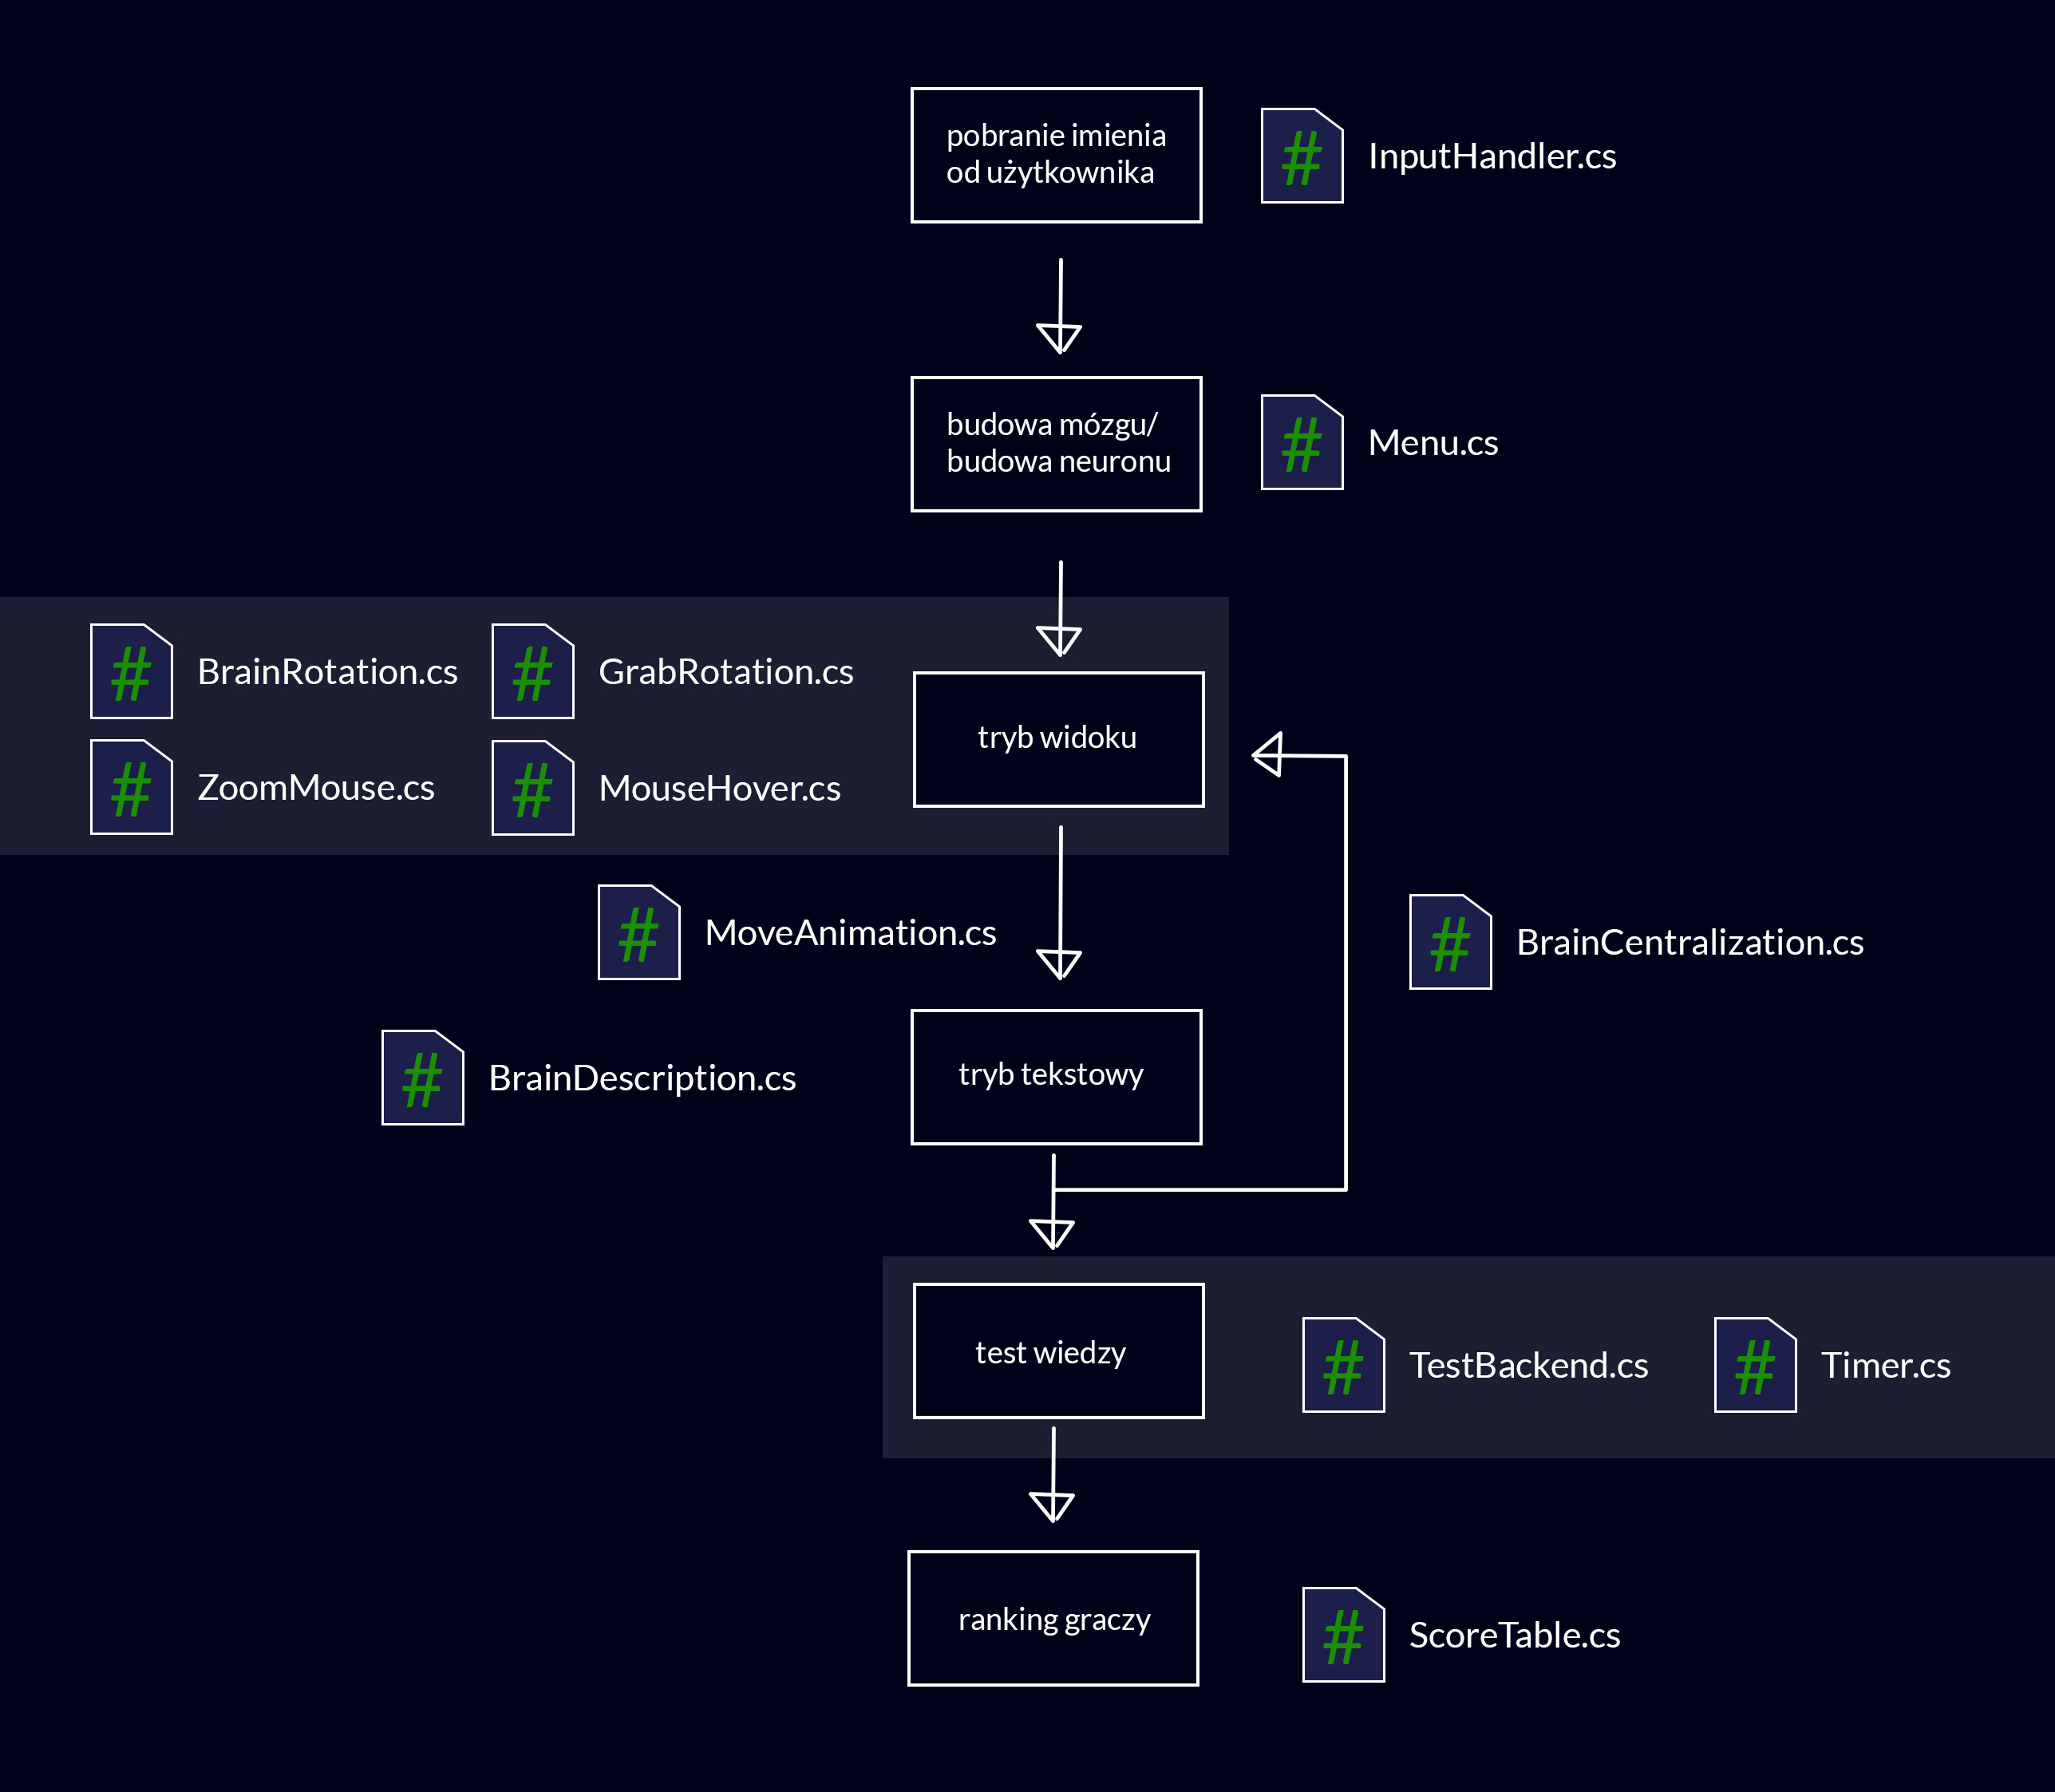 pobranie imienia
od użytkownika
# InputHandler.cs
budowa mózgu/
budowa neuronu
# Menu.cs
# BrainRotation.cs
# GrabRotation.cs
# ZoomMouse.cs
# MouseHover.cs
tryb widoku
# MoveAnimation.cs
# BrainCentralization.cs
# BrainDescription.cs
tryb tekstowy
test wiedzy
# TestBackend.cs
# Timer.cs
ranking graczy
# ScoreTable.cs